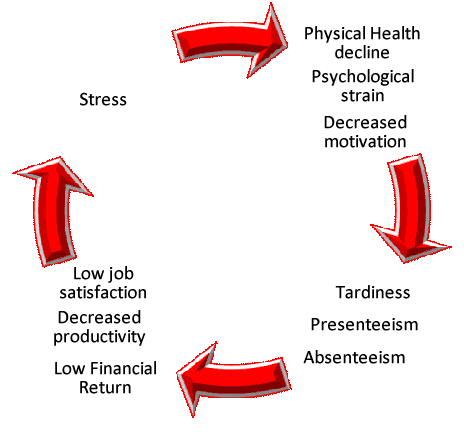 Physical Health
decline
Psychological
strain
Decreased
motivation
Stress
Tardiness
Presenteeism
Absenteeism
Low job
satisfaction
Decreased
productivity
Low Financial
Return